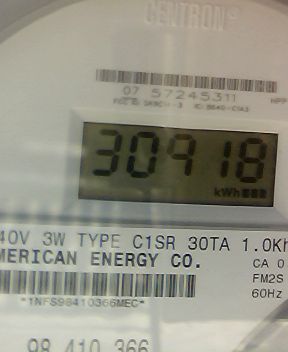 CENTRON®
07 57245311
30918
kWh
40V 3W TYPE C1SR 30TA 1.0Kh
MERICAN ENERGY CO.
CA 0
FM2S
60Hz
*1NFS98410366MEC*
98 410 366